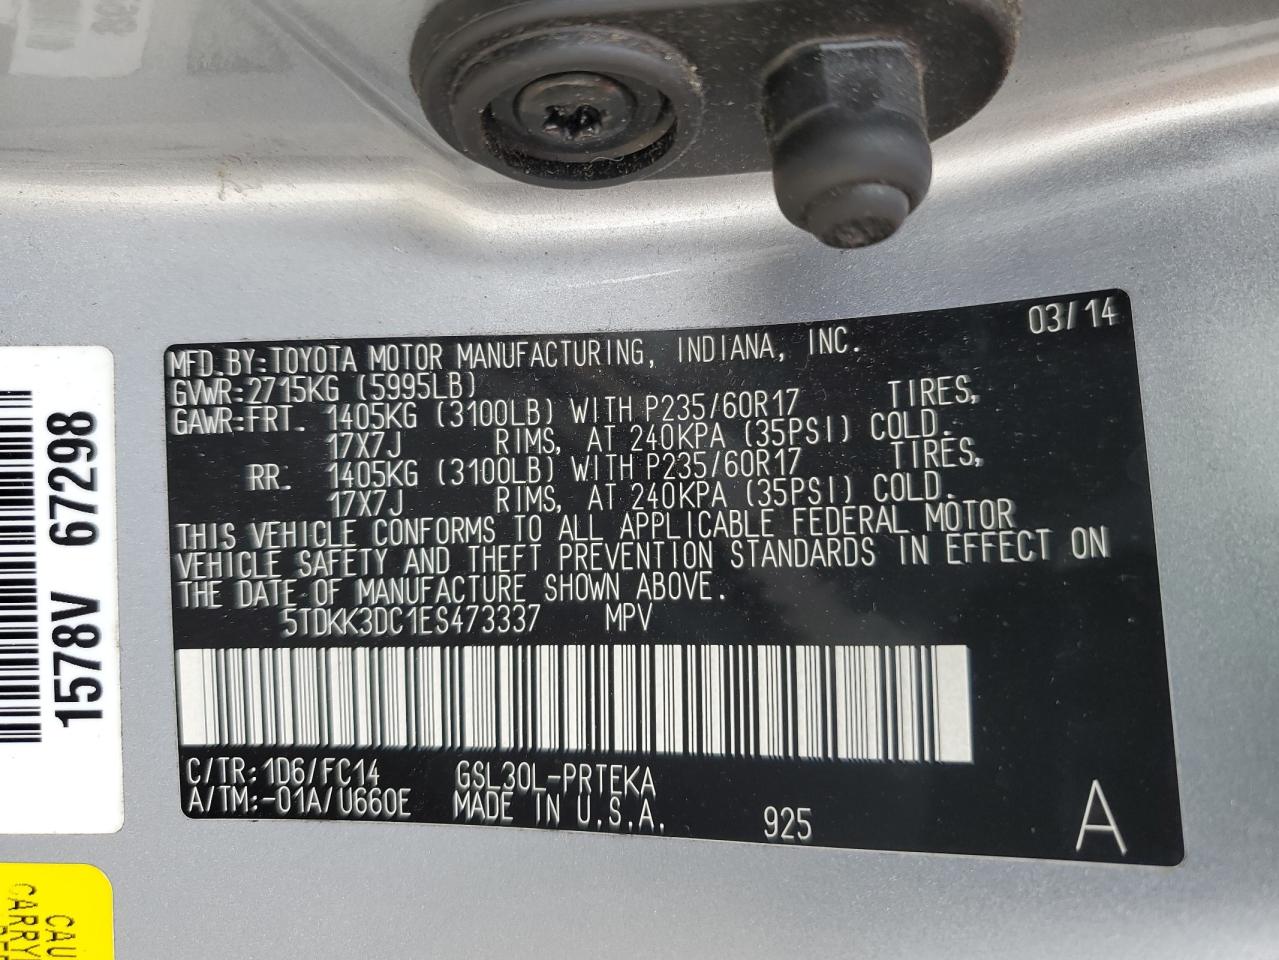 03/14
MFD.BY:TOYOTA MOTOR MANUFACTURING, INDIANA, INC.
GVWR:2715KG (5995LB)
GAWR:FRT. 1405KG (3100LB) WITH P235/60R17 TIRES,
17X7J RIMS, AT 240KPA (35PSI) COLD.
RR. 1405KG (3100LB) WITH P235/60R17 TIRES,
17X7J RIMS, AT 240KPA (35PSI) COLD.
THIS VEHICLE CONFORMS TO ALL APPLICABLE FEDERAL MOTOR
VEHICLE SAFETY AND THEFT PREVENTION STANDARDS IN EFFECT ON
THE DATE OF MANUFACTURE SHOWN ABOVE.
5TDKK3DC1ES473337 MPV
C/TR:1D6/FC14 GSL30L-PRTEKA
A/TM:-01A/U660E MADE IN U.S.A. 925
A
1578V 67298
CAU
CARRY